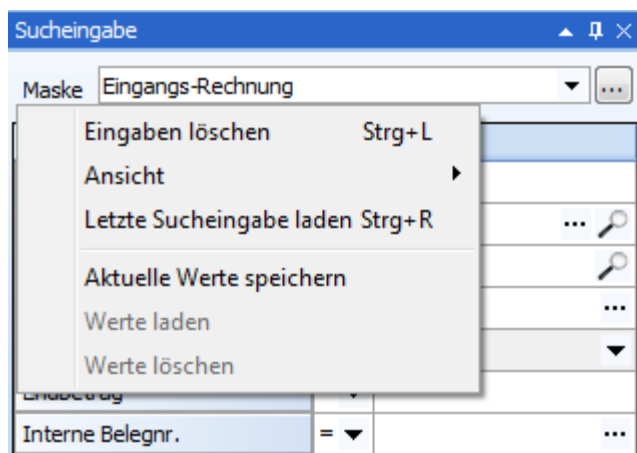 Sucheingabe
Maske Eingangs-Rechnung ...
Eingaben löschen Strg+L
Ansicht
Letzte Sucheingabe laden Strg+R
...
Aktuelle Werte speichern
Werte laden
...
Werte löschen
Endbetrag
Interne Belegnr. = ...